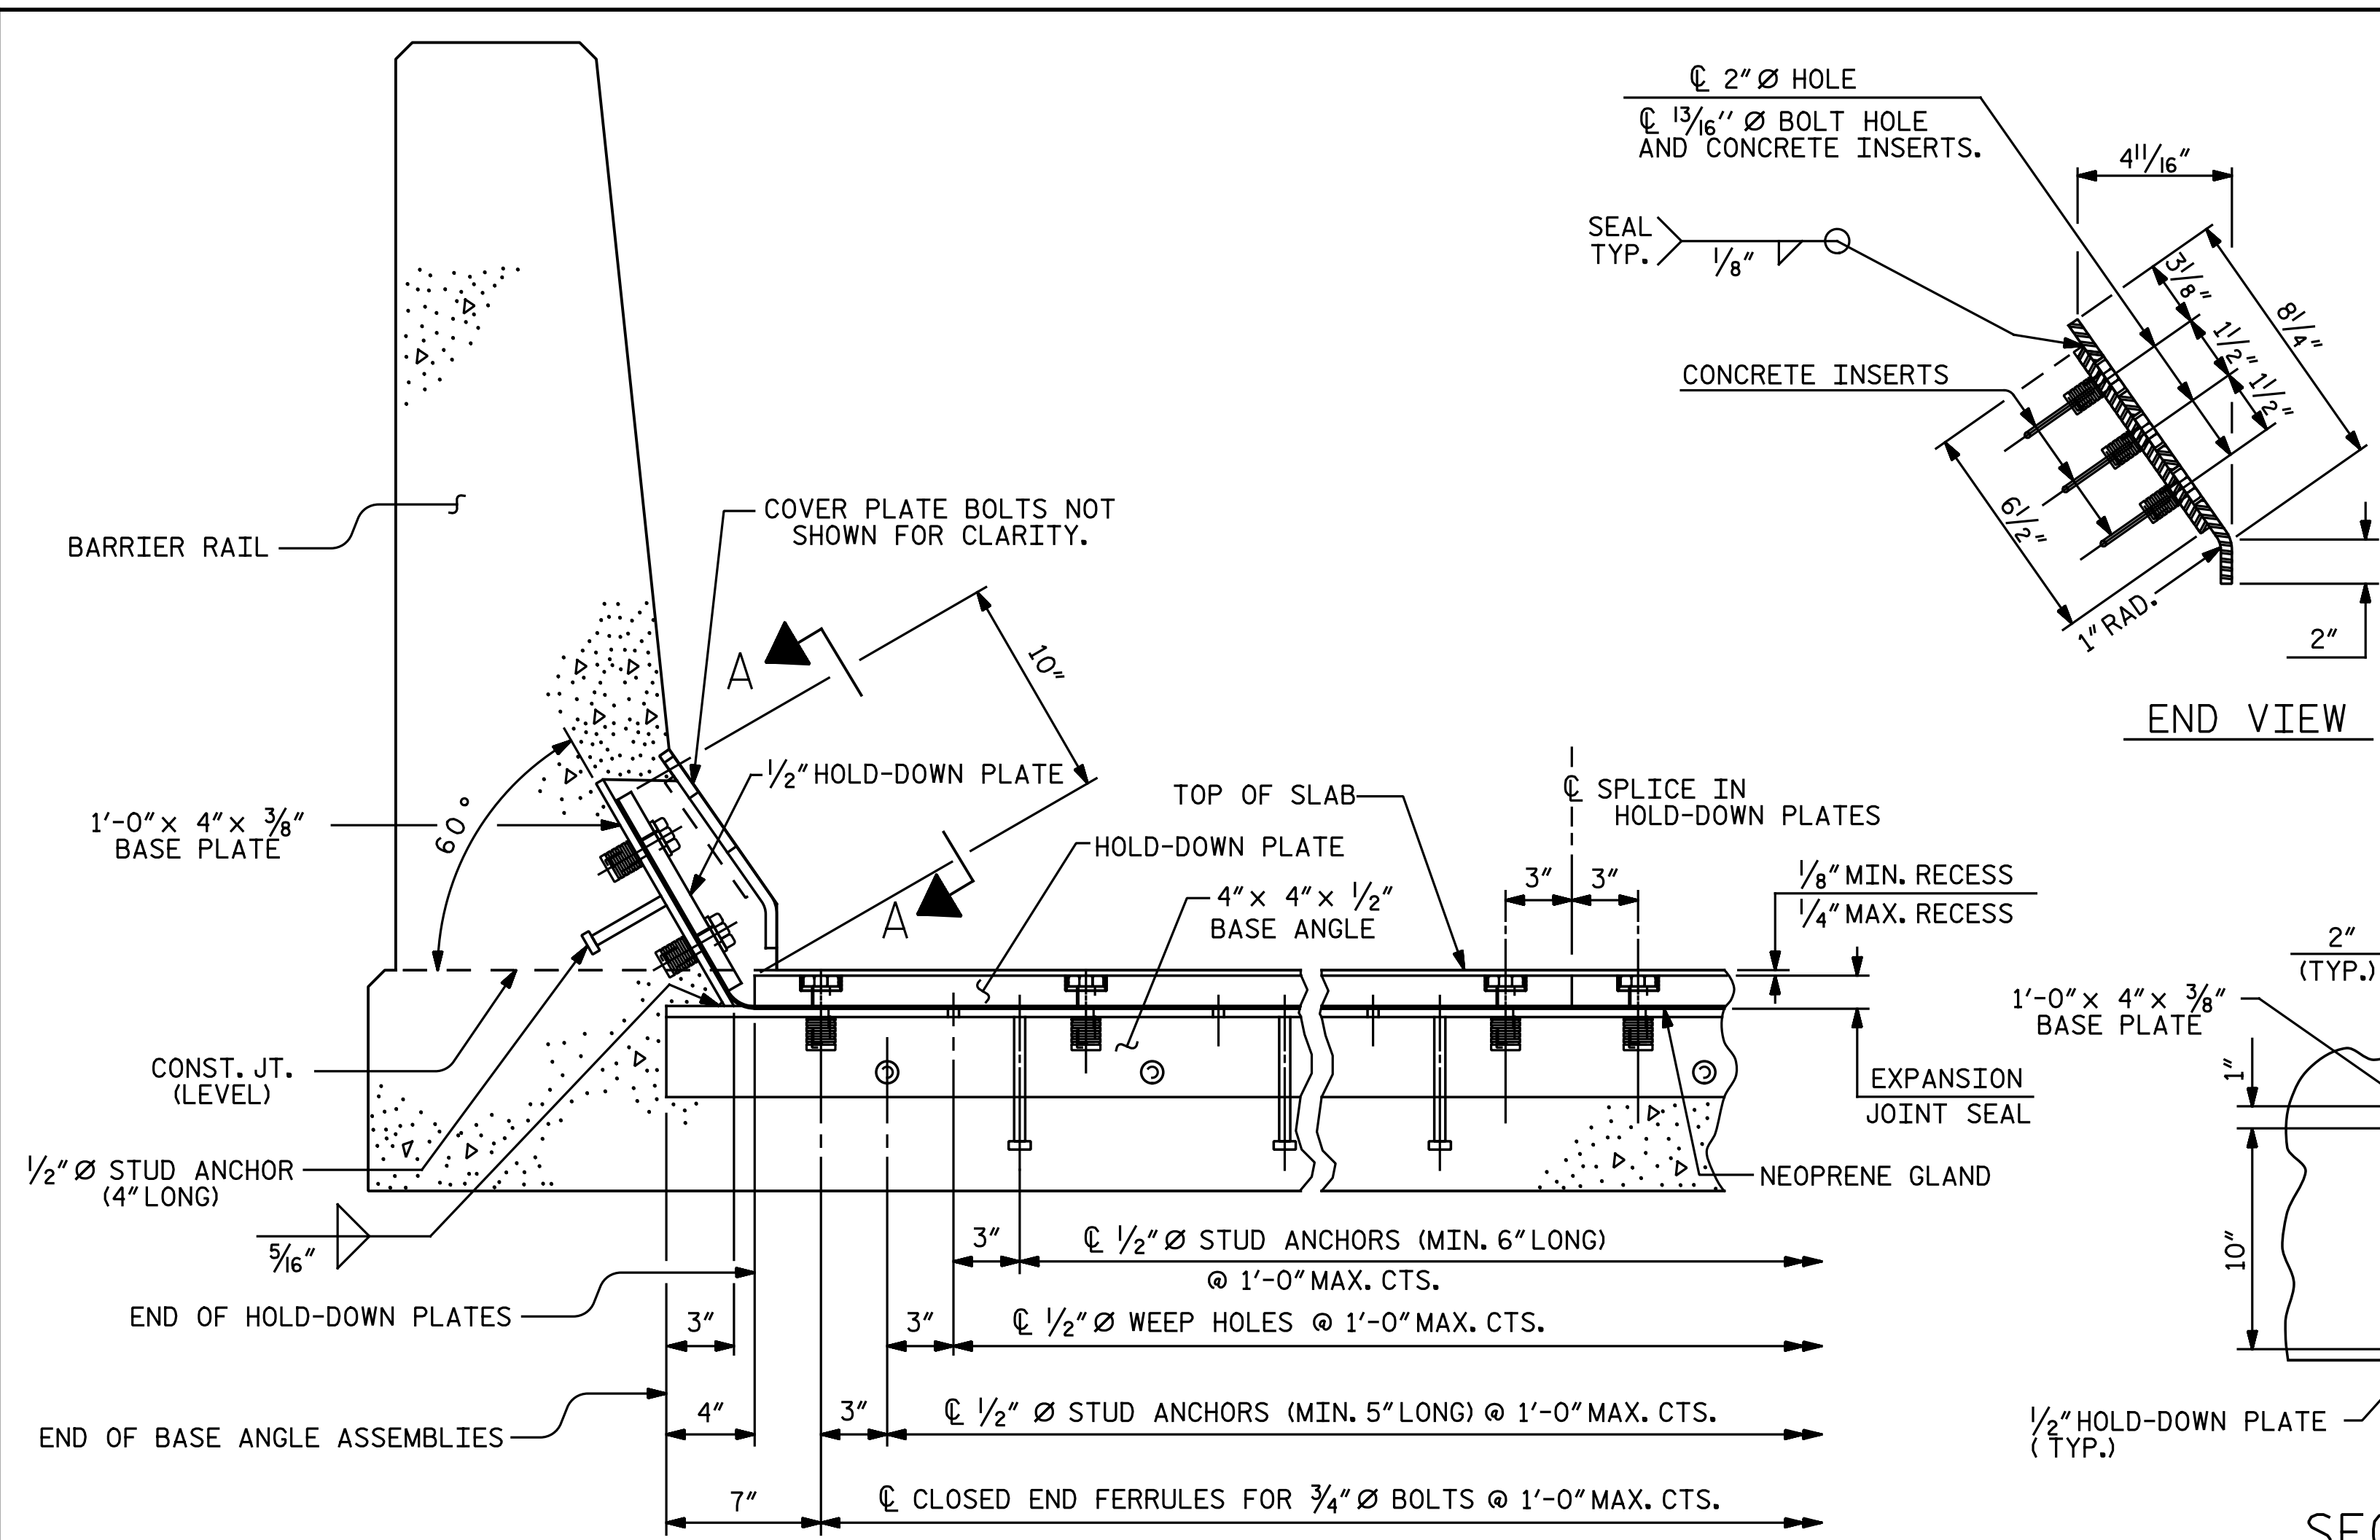 ℄ 2" Ø HOLE
℄ 13/16" Ø BOLT HOLE
AND CONCRETE INSERTS.
4 11/16"
SEAL
TYP.
1/8"
3 1/8"
8 1/4"
1 1/2"
1 1/2"
CONCRETE INSERTS
6 1/2"
1" RAD.
2"
END VIEW
BARRIER RAIL
COVER PLATE BOLTS NOT
SHOWN FOR CLARITY.
A
10"
1/2" HOLD-DOWN PLATE
TOP OF SLAB
℄ SPLICE IN
HOLD-DOWN PLATES
1'-0" x 4" x 3/8"
BASE PLATE
60°
HOLD-DOWN PLATE
3"
3"
1/8" MIN. RECESS
1/4" MAX. RECESS
4" x 4" x 1/2"
BASE ANGLE
A
2"
(TYP.)
1'-0" x 4" x 3/8"
BASE PLATE
CONST. JT.
(LEVEL)
EXPANSION
JOINT SEAL
1"
1/2" Ø STUD ANCHOR
(4" LONG)
NEOPRENE GLAND
5/16"
3"
℄ 1/2" Ø STUD ANCHORS (MIN. 6" LONG)
@ 1'-0" MAX. CTS.
10"
END OF HOLD-DOWN PLATES
3"
3"
℄ 1/2" Ø WEEP HOLES @ 1'-0" MAX. CTS.
END OF BASE ANGLE ASSEMBLIES
4"
3"
℄ 1/2" Ø STUD ANCHORS (MIN. 5" LONG) @ 1'-0" MAX. CTS.
1/2" HOLD-DOWN PLATE
(TYP.)
7"
℄ CLOSED END FERRULES FOR 3/4" Ø BOLTS @ 1'-0" MAX. CTS.